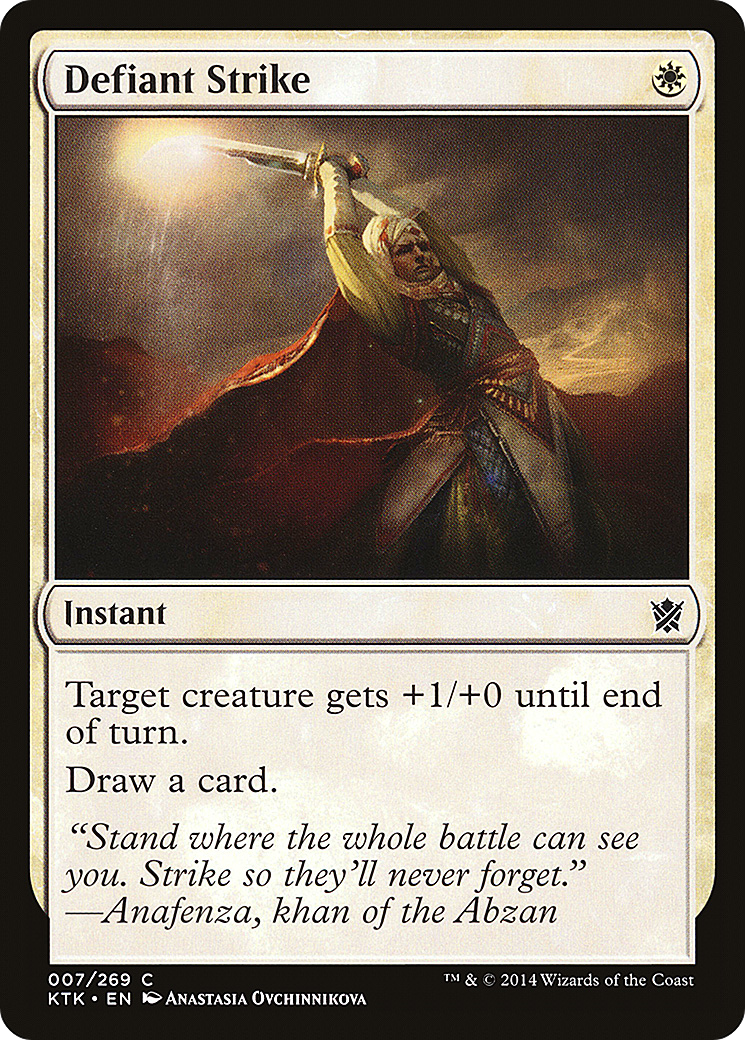 Defiant Strike
Instant
Target creature gets +1/+0 until end
of turn.
Draw a card.
“Stand where the whole battle can see
you. Strike so they’ll never forget.”
—Anafenza, khan of the Abzan
007/269 C
™ & © 2014 Wizards of the Coast
KTK • EN Anastasia Ovchinnikova